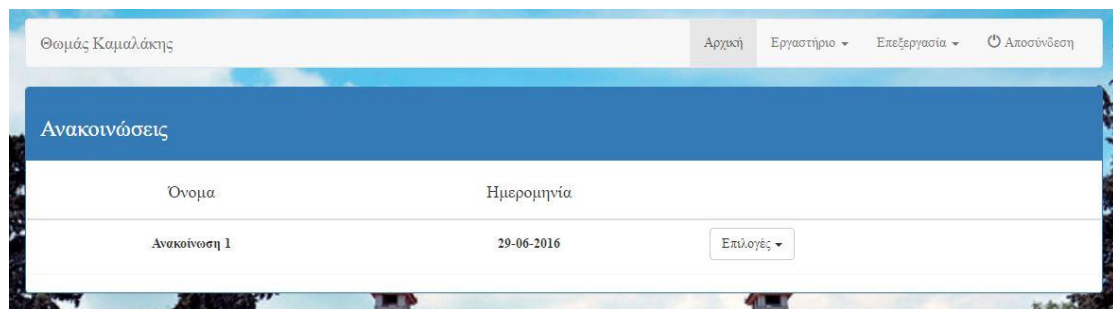 Θωμάς Καμαλάκης Αρχική Εργαστήριο Επεξεργασία Αποσύνδεση
Ανακοινώσεις
Όνομα Ημερομηνία
Ανακοίνωση 1 29-06-2016 Επιλογές